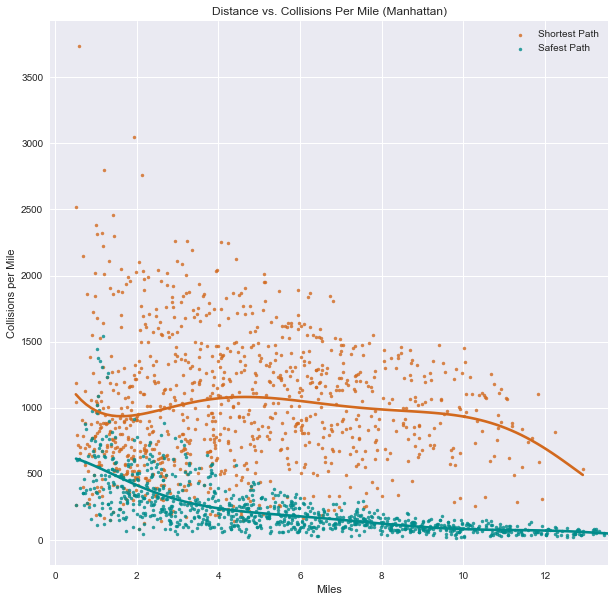 Distance vs. Collisions Per Mile (Manhattan)
Shortest Path
Safest Path
3500
3000
2500
2000
1500
1000
500
0
Collisions per Mile
0 2 4 6 8 10 12
Miles